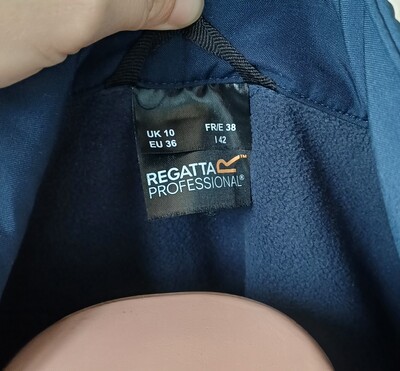 UK 10 FR/E 38
EU 36 I 42
REGATTA
PROFESSIONAL®